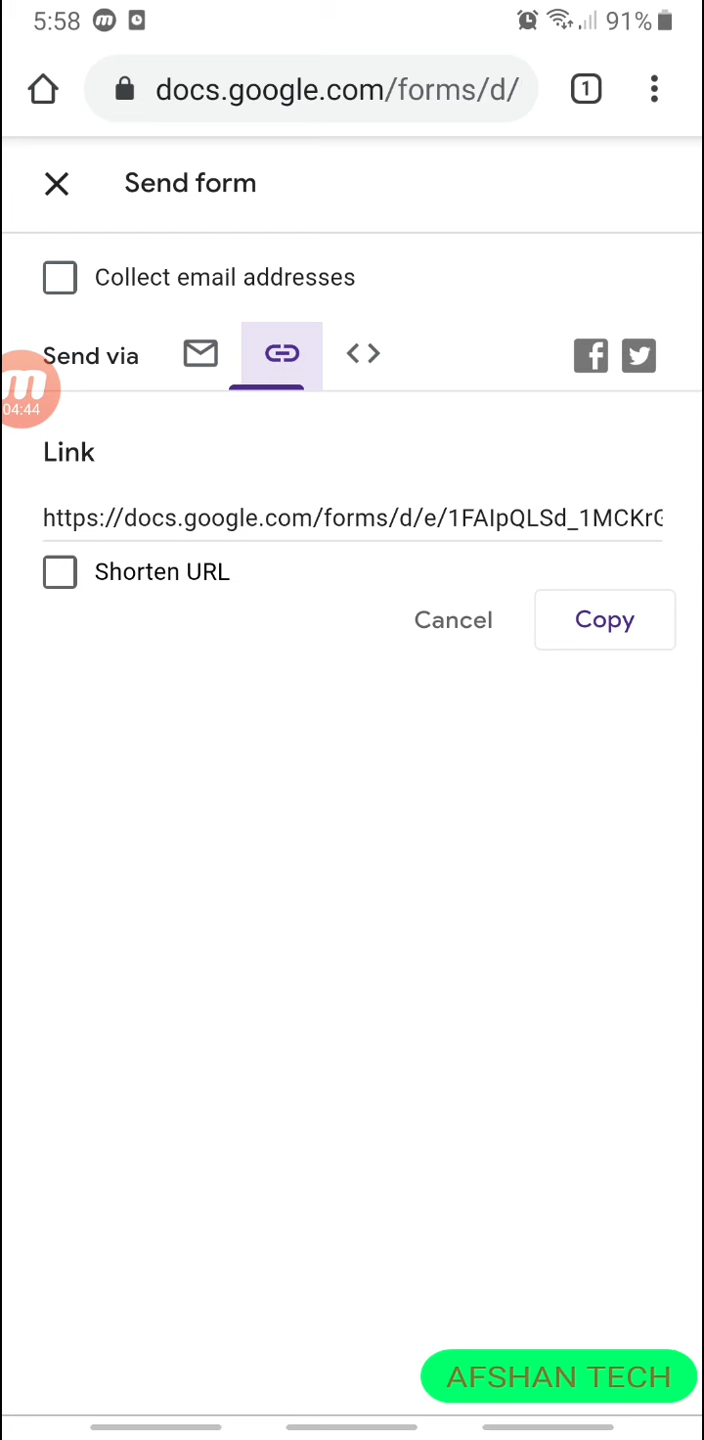 5:58 m 91%
docs.google.com/forms/d/ 1
Send form
Collect email addresses
Send via
m
04:44
Link
https://docs.google.com/forms/d/e/1FAIpQLSd_1MCKrG
Shorten URL
Cancel Copy
AFSHAN TECH